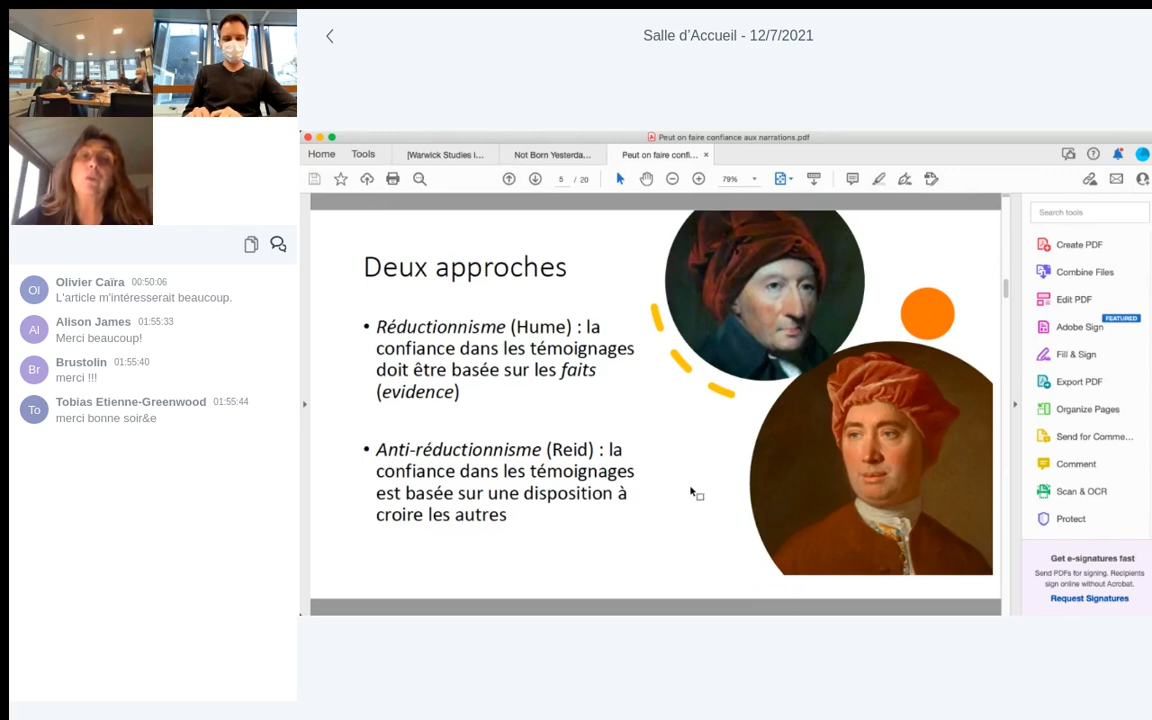 Salle d'Accueil - 12/7/2021
Peut on faire confiance aux narrations.pdf
Home Tools [Warwick Studies i... Not Born Yesterda... Peut on faire confi... ×
5 / 20 79%
Deux approches
• Réductionnisme (Hume) : la
confiance dans les témoignages
doit être basée sur les faits
(evidence)
• Anti-réductionnisme (Reid) : la
confiance dans les témoignages
est basée sur une disposition à
croire les autres
Search tools
Create PDF
Combine Files
Edit PDF
FEATURED
Adobe Sign
Fill & Sign
Export PDF
Organize Pages
Send for Comme...
Comment
Scan & OCR
Protect
Get e-signatures fast
Send PDFs for signing. Recipients
sign online without Acrobat.
Request Signatures
Ol Olivier Caïra 00:50:06
L'article m'intéresserait beaucoup.
Al Alison James 01:55:33
Merci beaucoup!
Br Brustolin 01:55:40
merci !!!
To Tobias Etienne-Greenwood 01:55:44
merci bonne soir&e